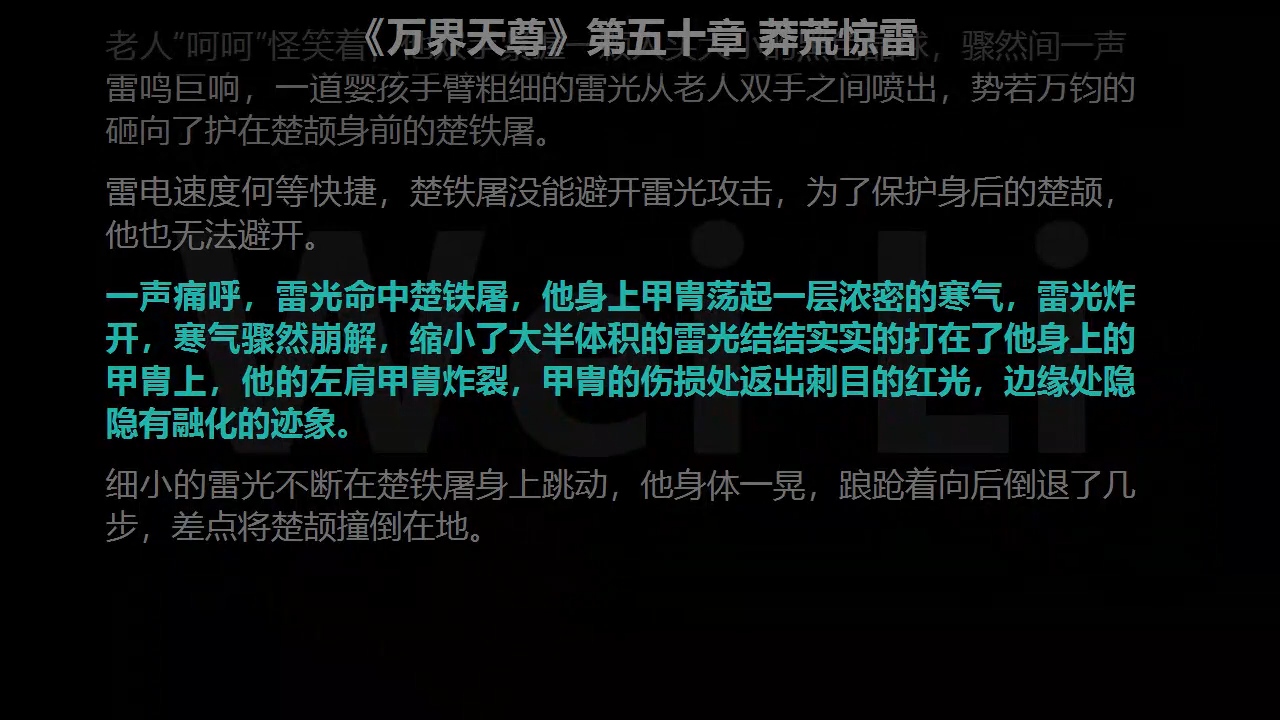 《万界天尊》第五十章 莽荒惊雷
老人“呵呵”怪笑着，骤然间一声
雷鸣巨响，一道婴孩手臂粗细的雷光从老人双手之间喷出，势若万钧的
砸向了护在楚颉身前的楚铁屠。
雷电速度何等快捷，楚铁屠没能避开雷光攻击，为了保护身后的楚颉，
他也无法避开。
一声痛呼，雷光命中楚铁屠，他身上甲胄荡起一层浓密的寒气，雷光炸
开，寒气骤然崩解，缩小了大半体积的雷光结结实实的打在了他身上的
甲胄上，他的左肩甲胄炸裂，甲胄的伤损处返出刺目的红光，边缘处隐
隐有融化的迹象。
细小的雷光不断在楚铁屠身上跳动，他身体一晃，踉跄着向后倒退了几
步，差点将楚颉撞倒在地。
Wei Li